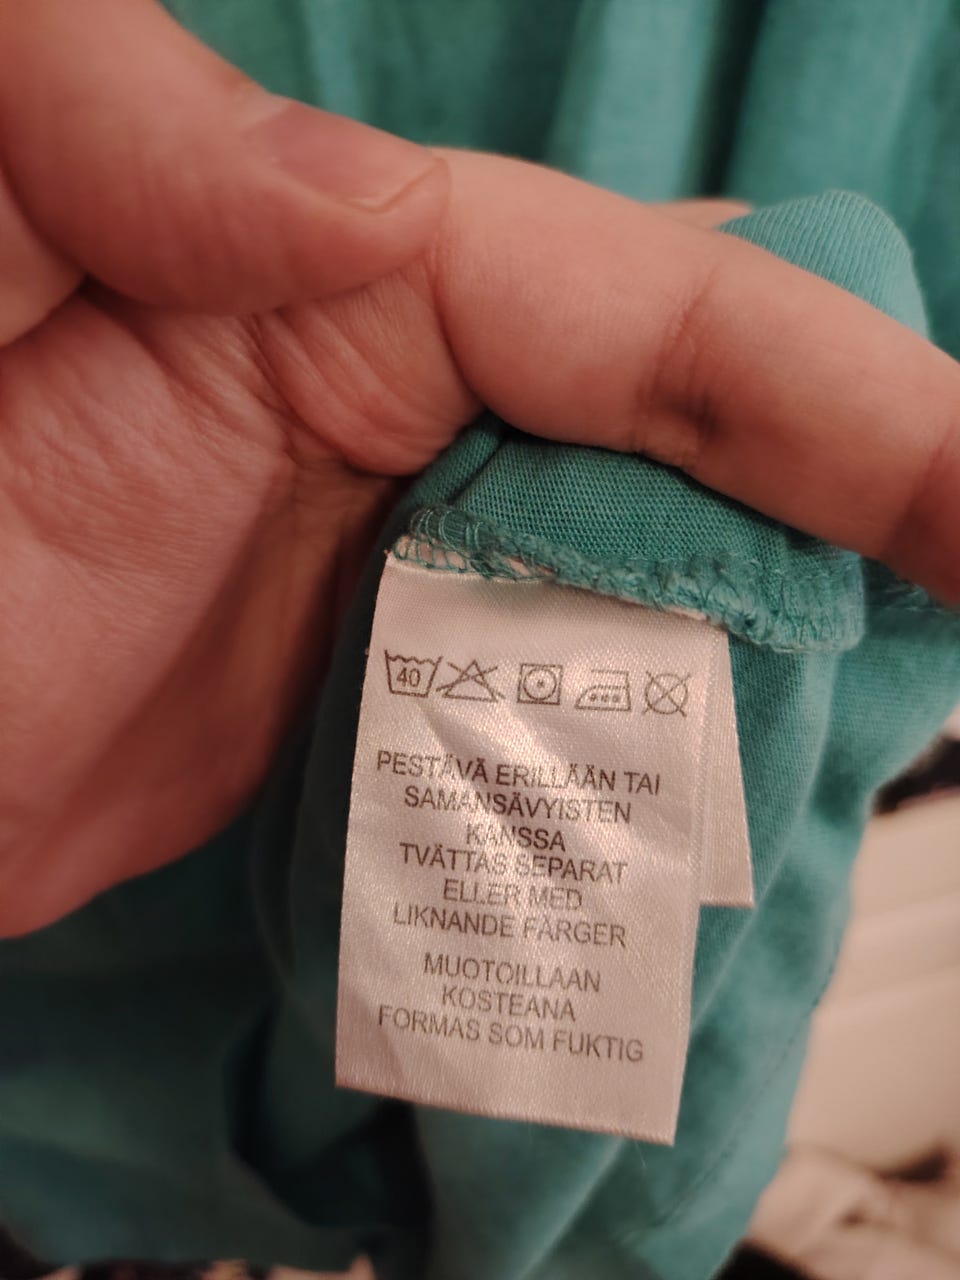 40
PESTÄVÄ ERILLÄÄN TAI
SAMANSÄVYISTEN
KANSSA
TVÄTTAS SEPARAT
ELLER MED
LIKNANDE FÄRGER
MUOTOILLAAN
KOSTEANA
FORMAS SOM FUKTIG